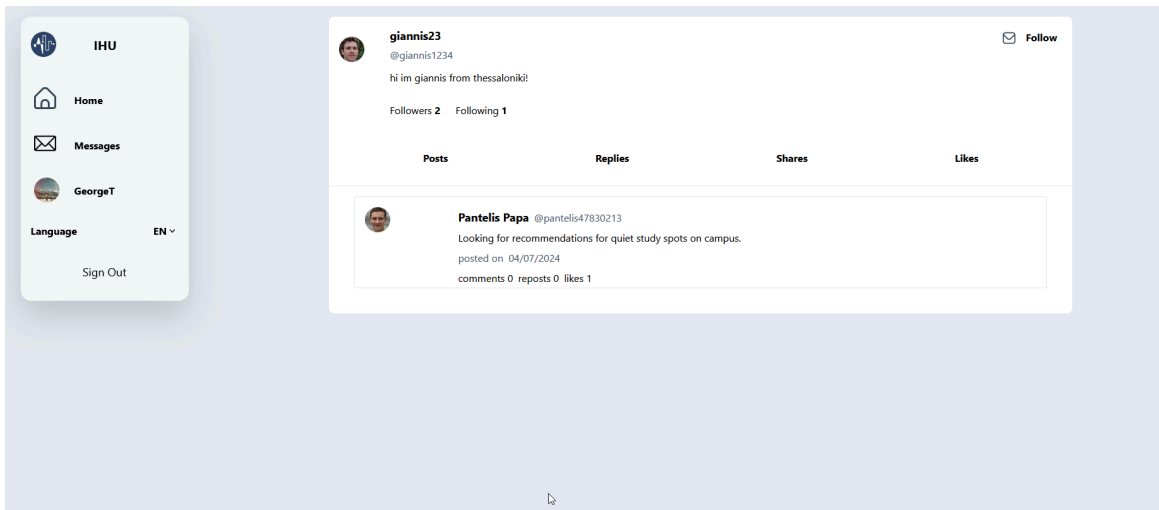 IHU
Home
Messages
GeorgeT
Language EN
Sign Out
giannis23
@giannis1234
hi im giannis from thessaloniki!
Followers 2 Following 1
Follow
Posts Replies Shares Likes
Pantelis Papa @pantelis47830213
Looking for recommendations for quiet study spots on campus.
posted on 04/07/2024
comments 0 reposts 0 likes 1